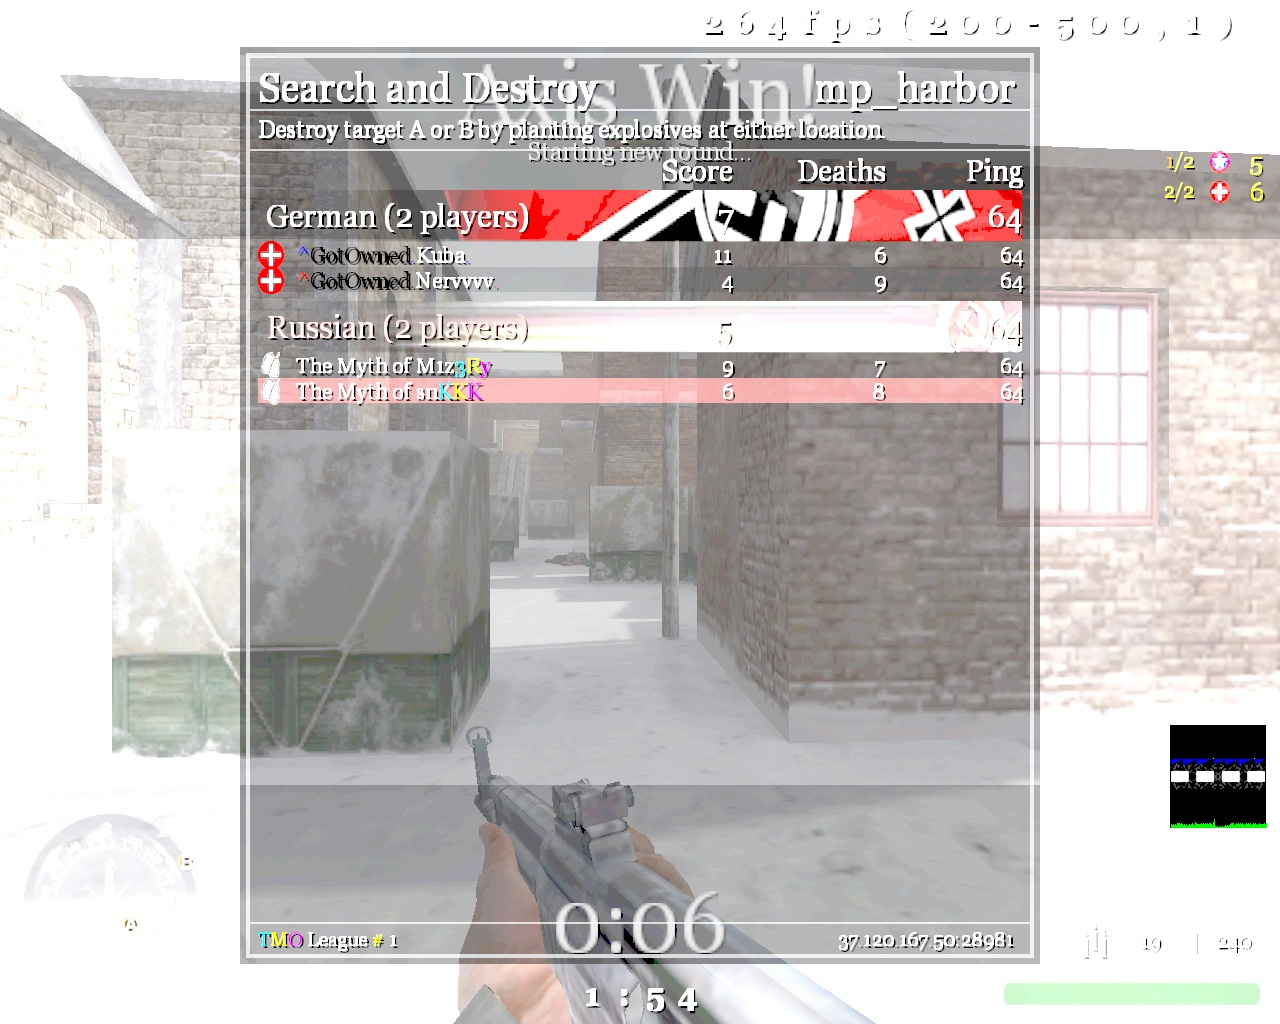 264fps(200-500,1)
Axis Win!
Search and Destroy mp_harbor
Destroy target A or B by planting explosives at either location.
Starting new round...
Score Deaths Ping
1/2 5
2/2 6
German (2 players) 7 64
^GotOwned.Kuba 11 6 64
^GotOwned.Nervvvv 4 9 64
Russian (2 players) 5 64
The Myth of M1z3Ry 9 7 64
The Myth of snKKK 6 8 64
B
A
0:06
TMO League # 1 37.120.167.50:28981
19 | 240
1:54